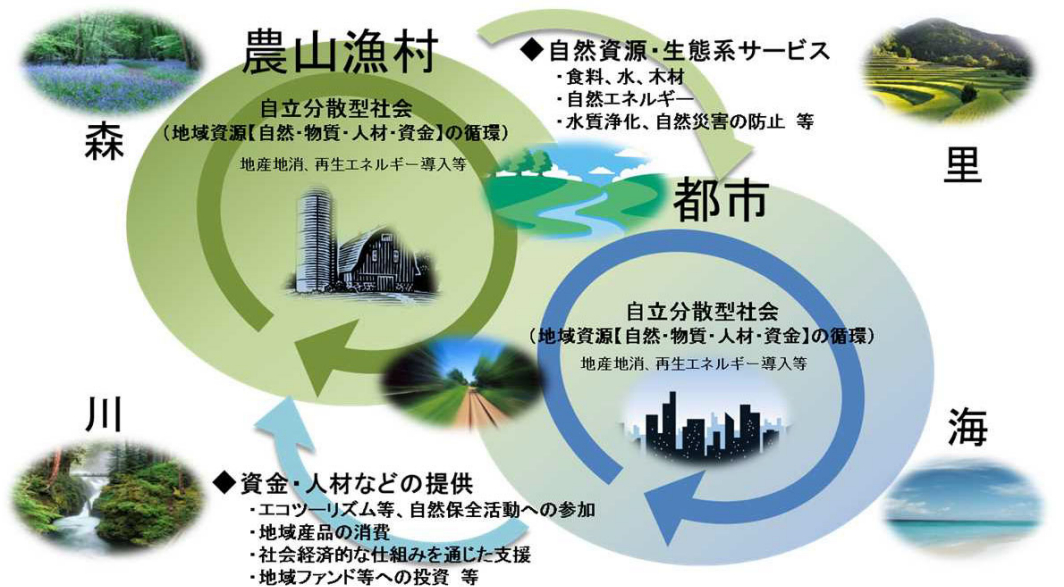 農山漁村
森
自立分散型社会
(地域資源【自然・物質・人材・資金】の循環)
地産地消、再生エネルギー導入等
◆自然資源・生態系サービス
・食料、水、木材
・自然エネルギー
・水質浄化、自然災害の防止 等
里
都市
自立分散型社会
(地域資源【自然・物質・人材・資金】の循環)
地産地消、再生エネルギー導入等
川
海
◆資金・人材などの提供
・エコツーリズム等、自然保全活動への参加
・地域産品の消費
・社会経済的な仕組みを通じた支援
・地域ファンド等への投資 等